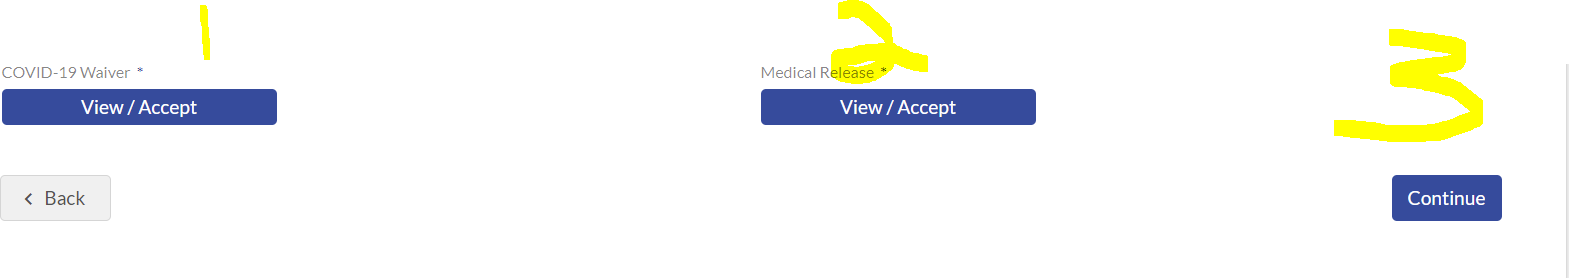 1 2 3
COVID-19 Waiver * Medical Release *
View / Accept View / Accept
Back Continue